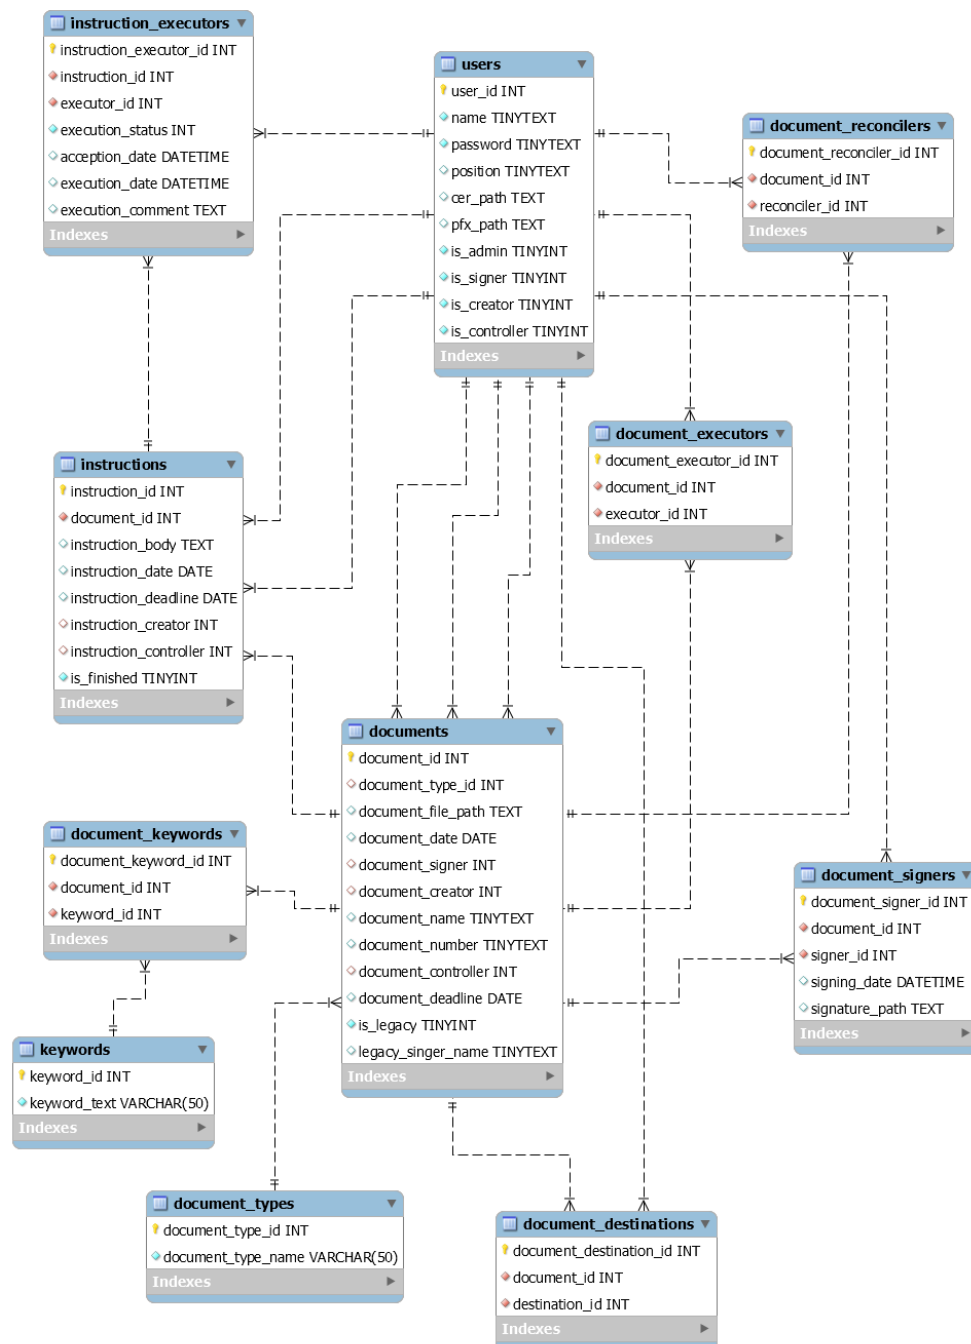 instruction_executors
instruction_executor_id INT
instruction_id INT
executor_id INT
execution_status INT
acception_date DATETIME
execution_date DATETIME
execution_comment TEXT
Indexes
users
user_id INT
name TINYTEXT
password TINYTEXT
position TINYTEXT
cer_path TEXT
pfx_path TEXT
is_admin TINYINT
is_signer TINYINT
is_creator TINYINT
is_controller TINYINT
Indexes
document_reconcilers
document_reconciler_id INT
document_id INT
reconciler_id INT
Indexes
document_executors
document_executor_id INT
document_id INT
executor_id INT
Indexes
instructions
instruction_id INT
document_id INT
instruction_body TEXT
instruction_date DATE
instruction_deadline DATE
instruction_creator INT
instruction_controller INT
is_finished TINYINT
Indexes
documents
document_id INT
document_type_id INT
document_file_path TEXT
document_date DATE
document_signer INT
document_creator INT
document_name TINYTEXT
document_number TINYTEXT
document_controller INT
document_deadline DATE
is_legacy TINYINT
legacy_singer_name TINYTEXT
Indexes
document_keywords
document_keyword_id INT
document_id INT
keyword_id INT
Indexes
document_signers
document_signer_id INT
document_id INT
signer_id INT
signing_date DATETIME
signature_path TEXT
Indexes
keywords
keyword_id INT
keyword_text VARCHAR(50)
Indexes
document_types
document_type_id INT
document_type_name VARCHAR(50)
Indexes
document_destinations
document_destination_id INT
document_id INT
destination_id INT
Indexes